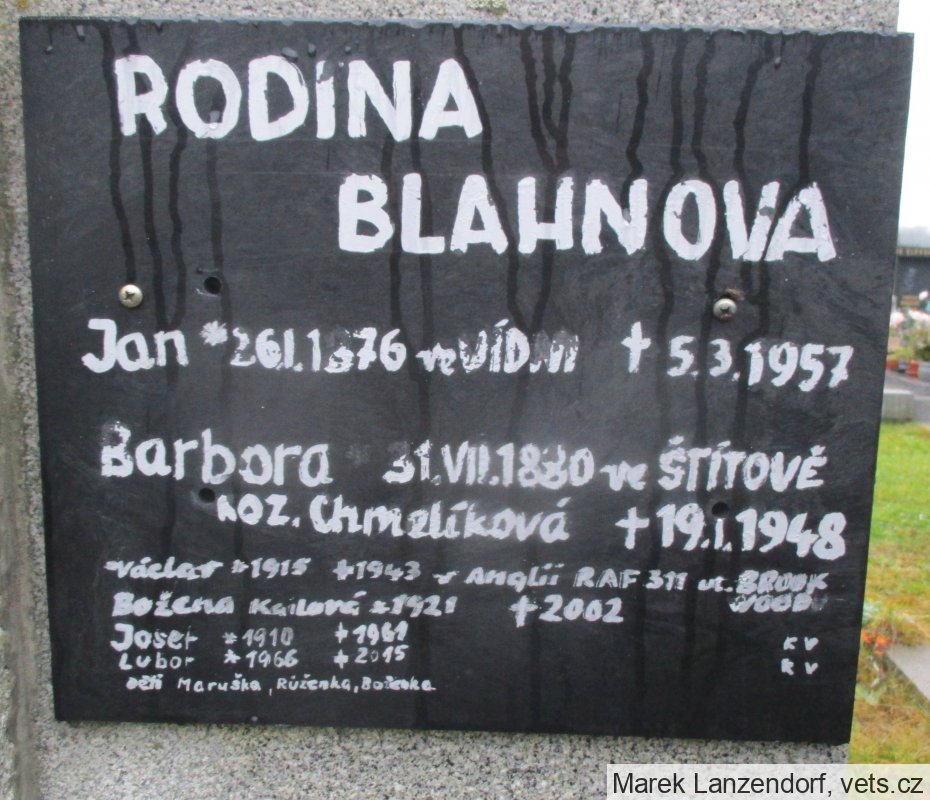 RODINA
BLAHNOVA
Jan *26.I.1876 ve VÍDNI † 5.3.1957
Barbora 31.VII.1880 ve ŠTÍTOVĚ
roz. Chmelíková † 19.I.1948
Václav *1915 †1943 v Anglii RAF 311 BROOK
WOOD
Božena Kailová *1921 †2002
Josef *1910 †1961 KV
Lubor *1966 †2015 KV
děti Maruška, Růženka, Boženka
Marek Lanzendorf, vets.cz